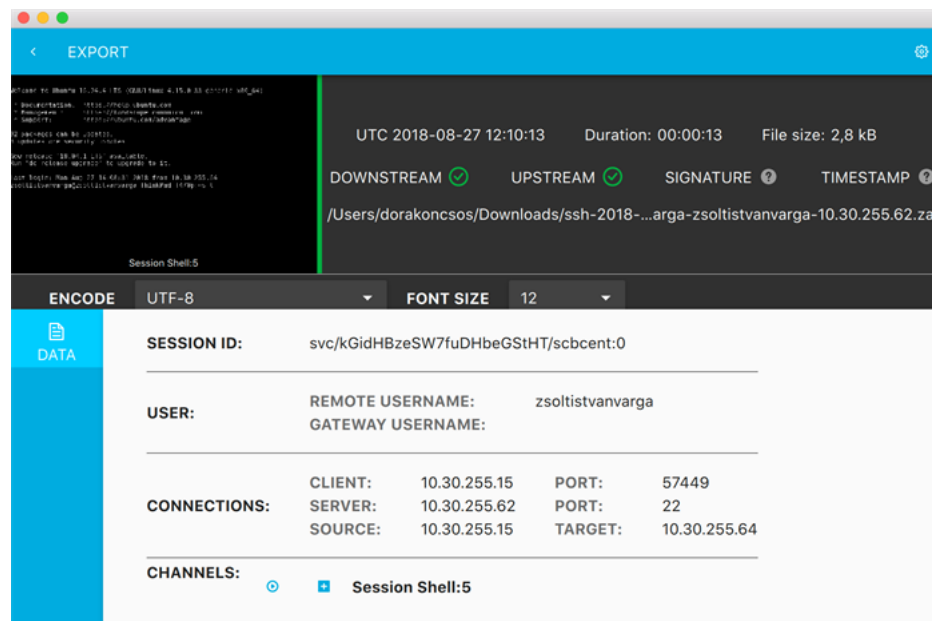 EXPORT
Documentation:
Support:
UTC 2018-08-27 12:10:13 Duration: 00:00:13 File size: 2,8 kB
DOWNSTREAM UPSTREAM SIGNATURE TIMESTAMP
/Users/dorakoncsos/Downloads/ssh-2018-...arga-zsoltistvanvarga-10.30.255.62.za
Session Shell:5
ENCODE UTF-8 FONT SIZE 12
DATA
SESSION ID: svc/kGidHBzeSW7fuDHbeGStHT/scbcent:0
USER:
REMOTE USERNAME: zsoltistvanvarga
GATEWAY USERNAME:
CONNECTIONS:
CLIENT: 10.30.255.15 PORT: 57449
SERVER: 10.30.255.62 PORT: 22
SOURCE: 10.30.255.15 TARGET: 10.30.255.64
CHANNELS:
Session Shell:5